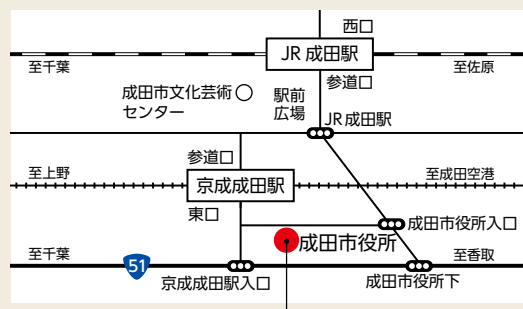 西口
JR 成田駅
至千葉
至佐原
参道口
成田市文化芸術
センター
駅前
広場
JR 成田駅
参道口
至上野
京成成田駅
至成田空港
東口
成田市役所入口
成田市役所
至千葉
至香取
51
京成成田駅入口
成田市役所下